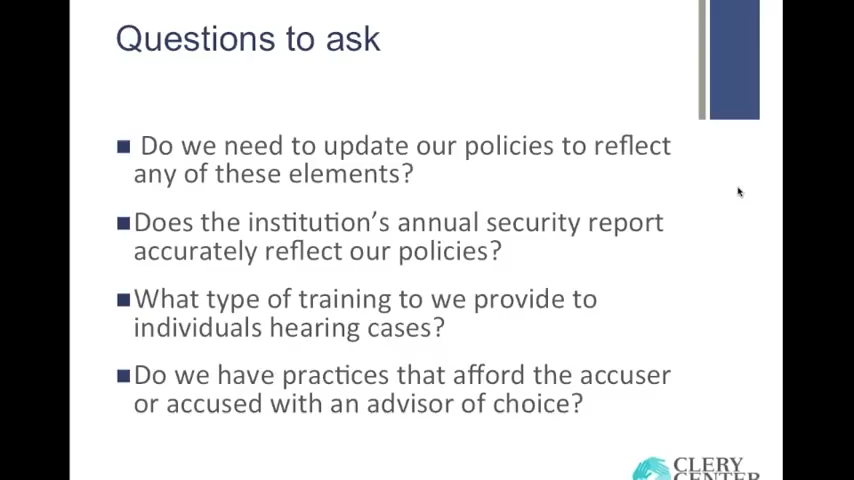 Questions to ask
Do we need to update our policies to reflect
any of these elements?
Does the institution's annual security report
accurately reflect our policies?
What type of training to we provide to
individuals hearing cases?
Do we have practices that afford the accuser
or accused with an advisor of choice?
CLERY
CENTER